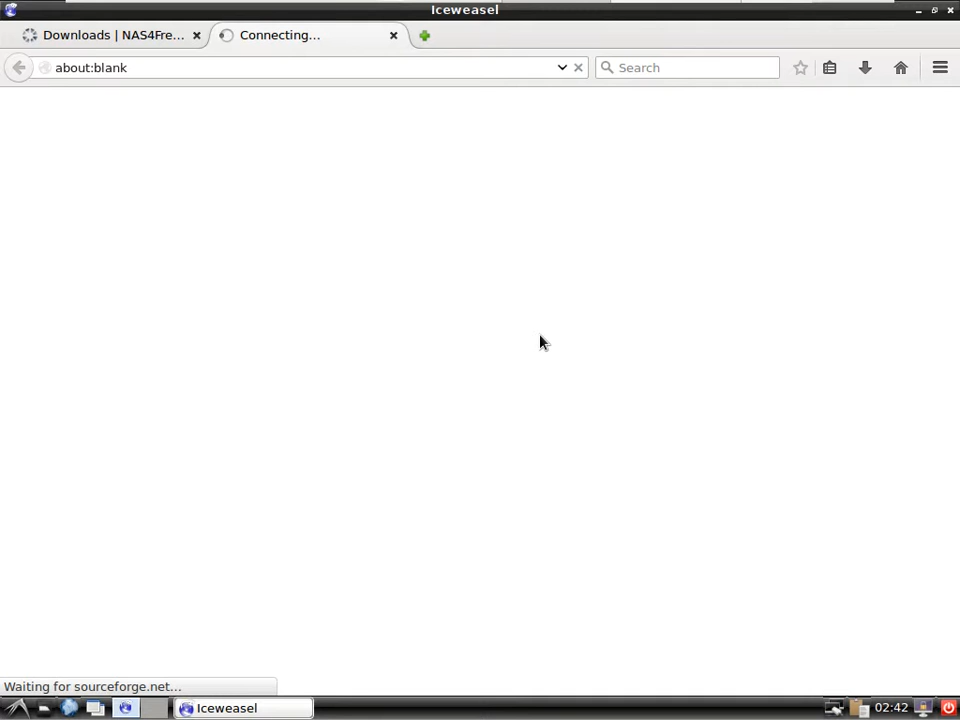 Iceweasel
Downloads | NAS4Fre...
Connecting...
about:blank
Search
Waiting for sourceforge.net...
Iceweasel
02:42